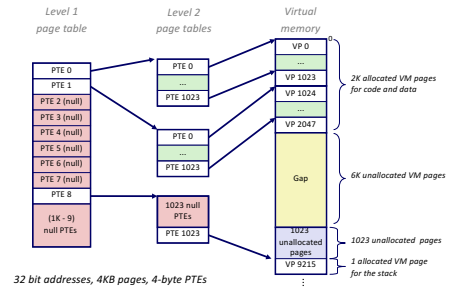 Level 1
page table
Level 2
page tables
Virtual
memory
0
PTE 0
PTE 1
PTE 2 (null)
PTE 3 (null)
PTE 4 (null)
PTE 5 (null)
PTE 6 (null)
PTE 7 (null)
PTE 8
(1K - 9)
null PTEs
PTE 0
...
PTE 1023
PTE 0
...
PTE 1023
1023 null
PTEs
PTE 1023
VP 0
...
VP 1023
VP 1024
...
VP 2047
Gap
1023
unallocated
pages
VP 9215
...
2K allocated VM pages
for code and data
6K unallocated VM pages
1023 unallocated pages
1 allocated VM page
for the stack
32 bit addresses, 4KB pages, 4-byte PTEs